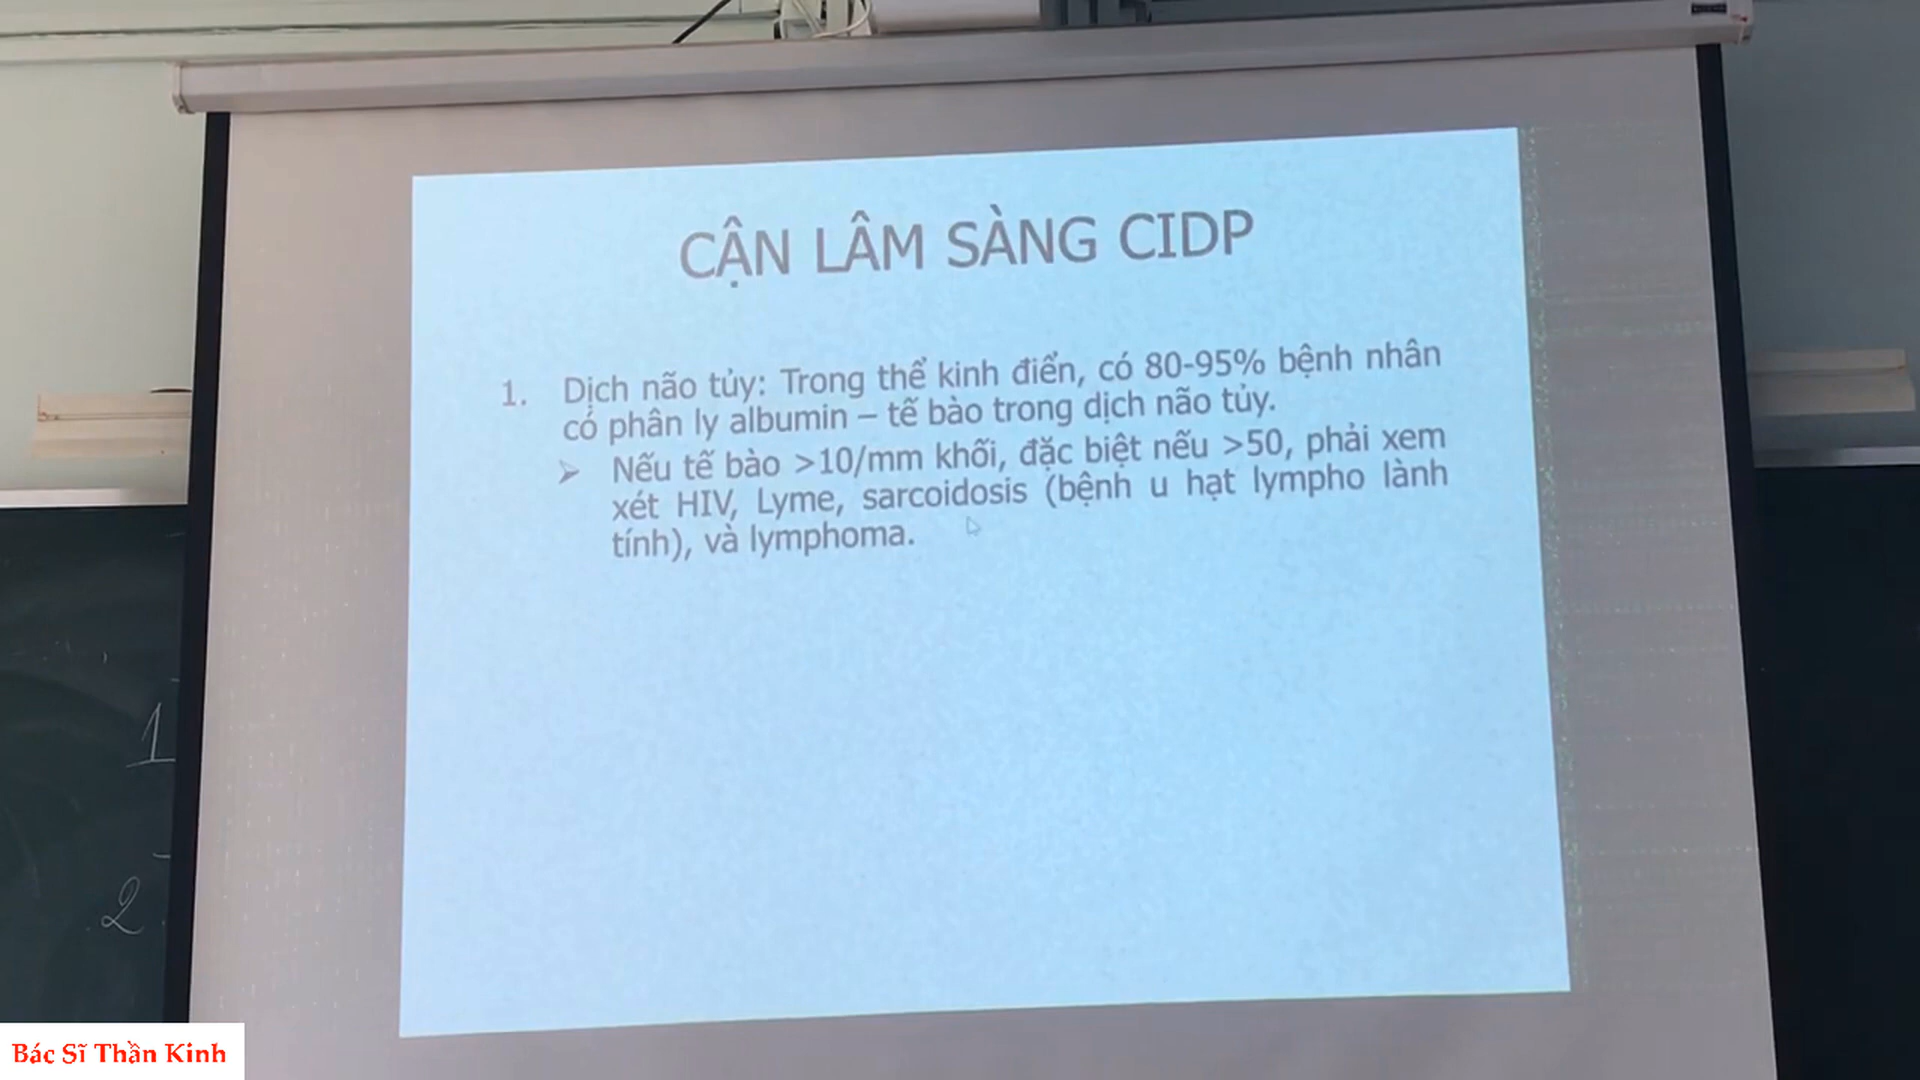 CẬN LÂM SÀNG CIDP
1. Dịch não tủy: Trong thể kinh điển, có 80-95% bệnh nhân
có phân ly albumin – tế bào trong dịch não tủy.
➢ Nếu tế bào >10/mm khối, đặc biệt nếu >50, phải xem
xét HIV, Lyme, sarcoidosis (bệnh u hạt lympho lành
tính), và lymphoma.
1
2
Bác Sĩ Thần Kinh